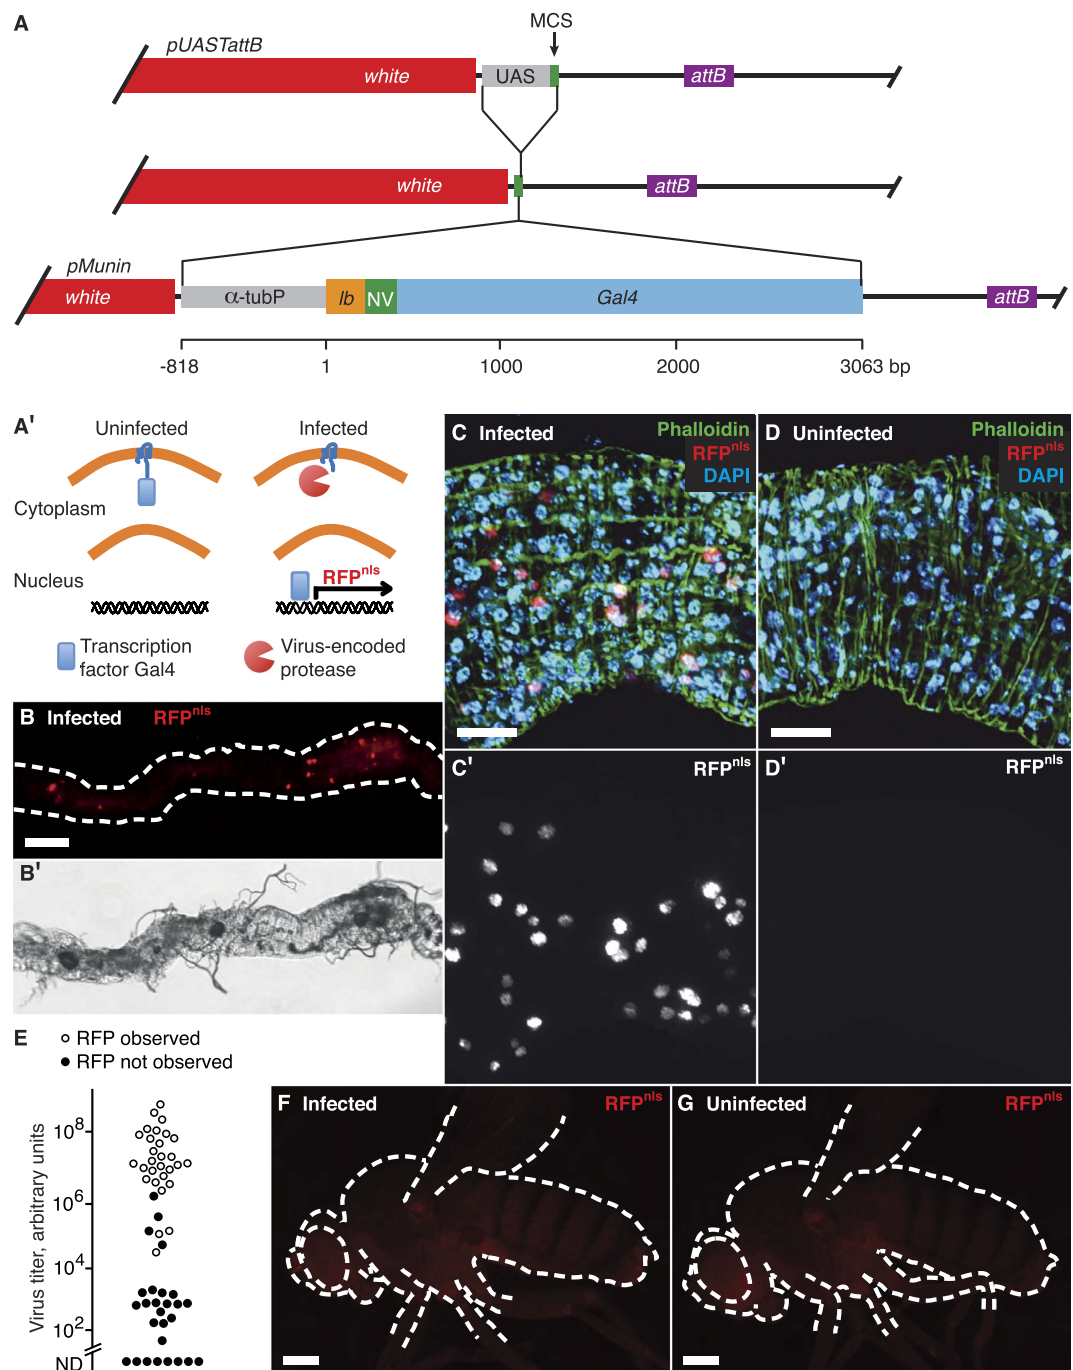 A
MCS
pUASTattB
white
UAS
attB
white
attB
pMunin
white
α-tubP
lb
NV
Gal4
attB
-818
1
1000
2000
3063 bp
A'
Uninfected
Infected
Cytoplasm
Nucleus
RFPnls
Transcription
factor Gal4
Virus-encoded
protease
B Infected RFPnls
B'
C Infected
Phalloidin
RFPnls
DAPI
D Uninfected
Phalloidin
RFPnls
DAPI
C'
RFPnls
D'
RFPnls
E
RFP observed
RFP not observed
Virus titer, arbitrary units
10^8
10^6
10^4
10^2
ND
F Infected
RFPnls
G Uninfected
RFPnls